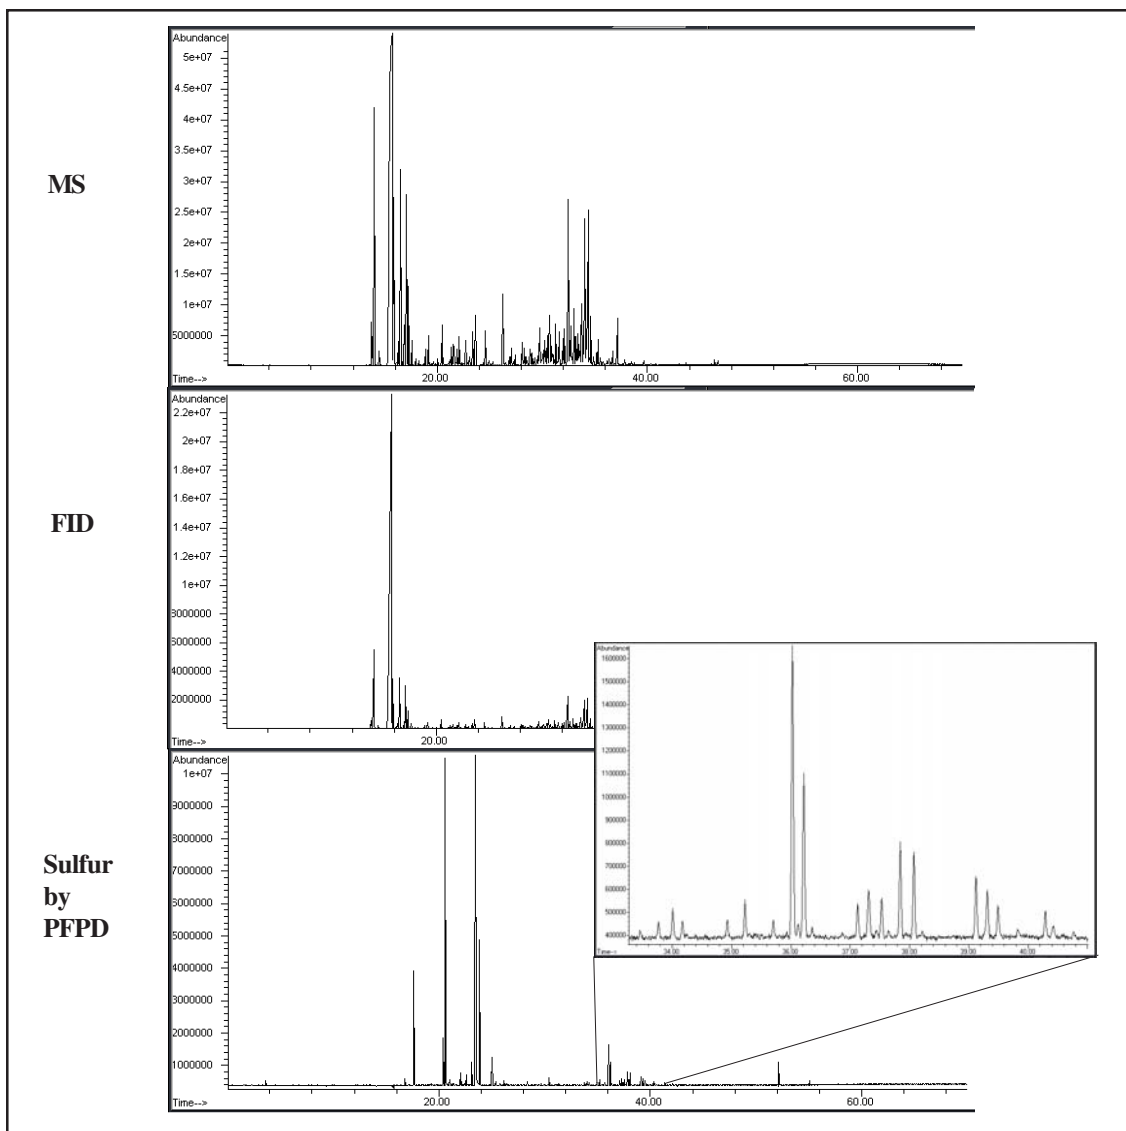 MS
Abundance
5e+07
4.5e+07
4e+07
3.5e+07
3e+07
2.5e+07
2e+07
1.5e+07
1e+07
5000000
Time-->
20.00 40.00 60.00
FID
Abundance
2.2e+07
2e+07
1.8e+07
1.6e+07
1.4e+07
1.2e+07
1e+07
8000000
6000000
4000000
2000000
Time-->
20.00
Sulfur
by
PFPD
Abundance
1e+07
9000000
8000000
7000000
6000000
5000000
4000000
3000000
2000000
1000000
Time-->
20.00 40.00 60.00
Abundance
1600000
1500000
1400000
1300000
1200000
1100000
1000000
900000
800000
700000
600000
500000
400000
Time-->
34.00 35.00 36.00 37.00 38.00 39.00 40.00